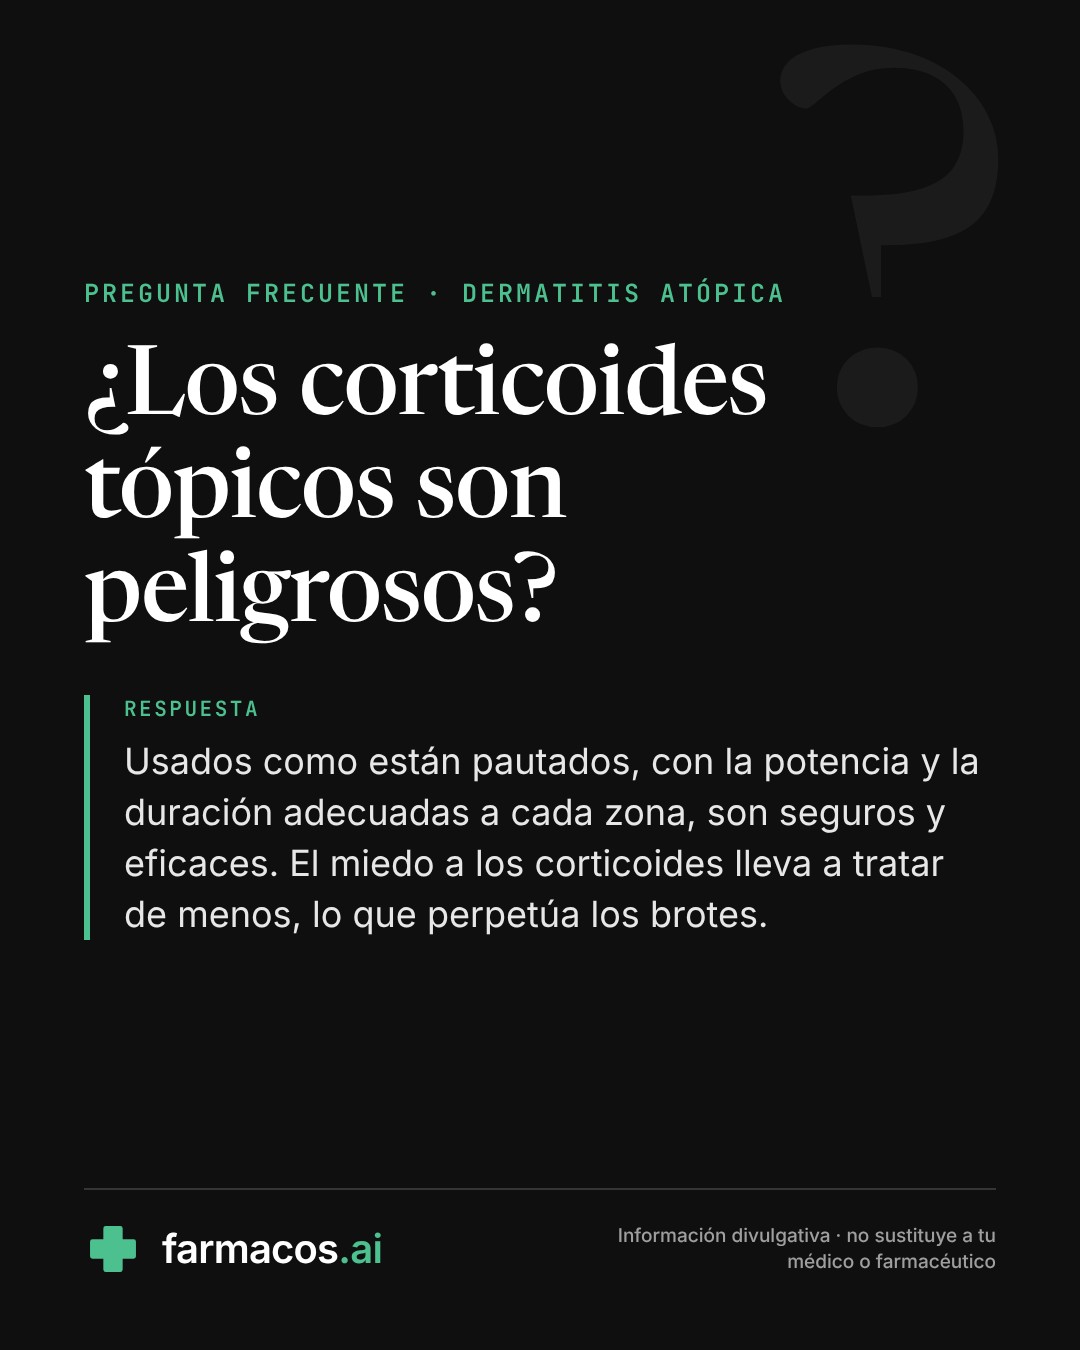 PREGUNTA FRECUENTE · DERMATITIS ATÓPICA
¿Los corticoides
tópicos son
peligrosos?
RESPUESTA
Usados como están pautados, con la potencia y la
duración adecuadas a cada zona, son seguros y
eficaces. El miedo a los corticoides lleva a tratar
de menos, lo que perpetúa los brotes.
farmacos.ai
Información divulgativa · no sustituye a tu
médico o farmacéutico